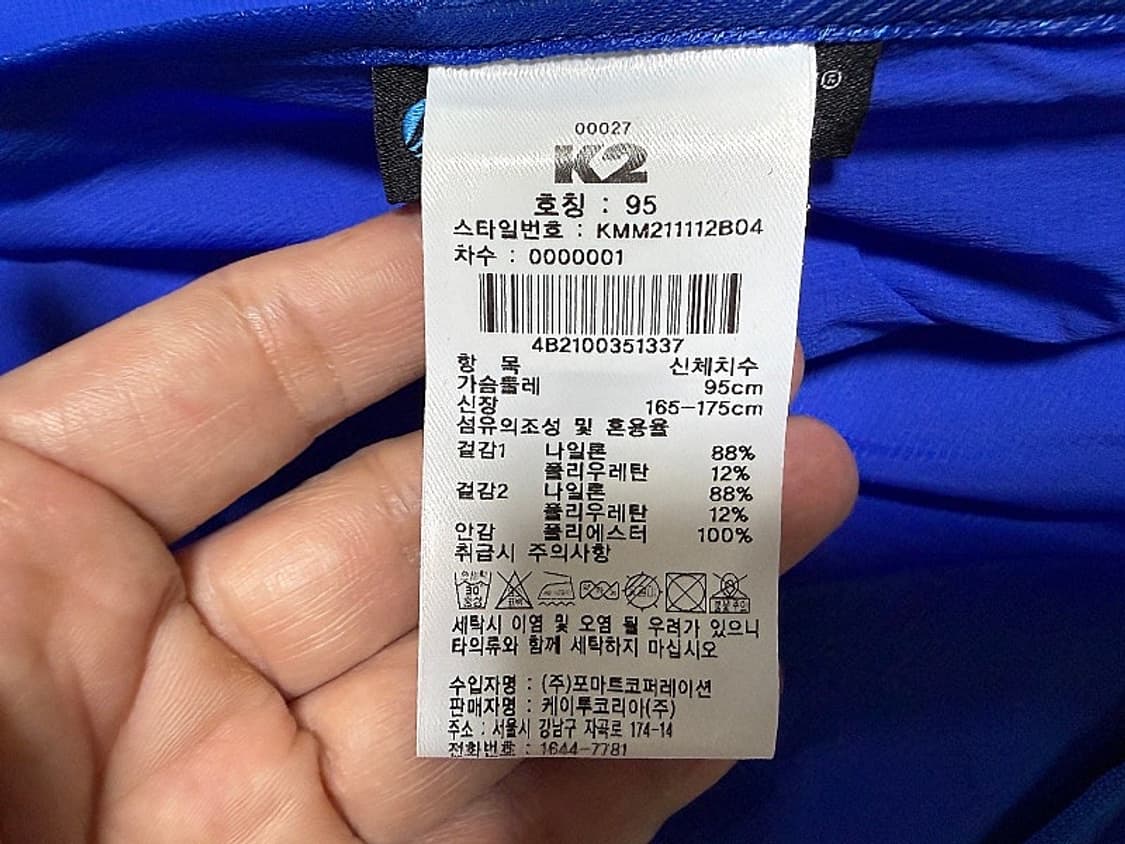 ®
00027
K2
호칭 : 95
스타일번호 : KMM211112B04
차수 : 0000001
4B2100351337
항 목 신체치수
가슴둘레 95cm
신장 165-175cm
섬유의조성 및 혼용율
겉감1 나일론 88%
폴리우레탄 12%
겉감2 나일론 88%
폴리우레탄 12%
안감 폴리에스터 100%
취급시 주의사항
30
세탁시 이염 및 오염 될 우려가 있으니
타의류와 함께 세탁하지 마십시오
수입자명 : (주)포마트코퍼레이션
판매자명 : 케이투코리아(주)
주소 : 서울시 강남구 자곡로 174-14
전화번호 : 1644-7781